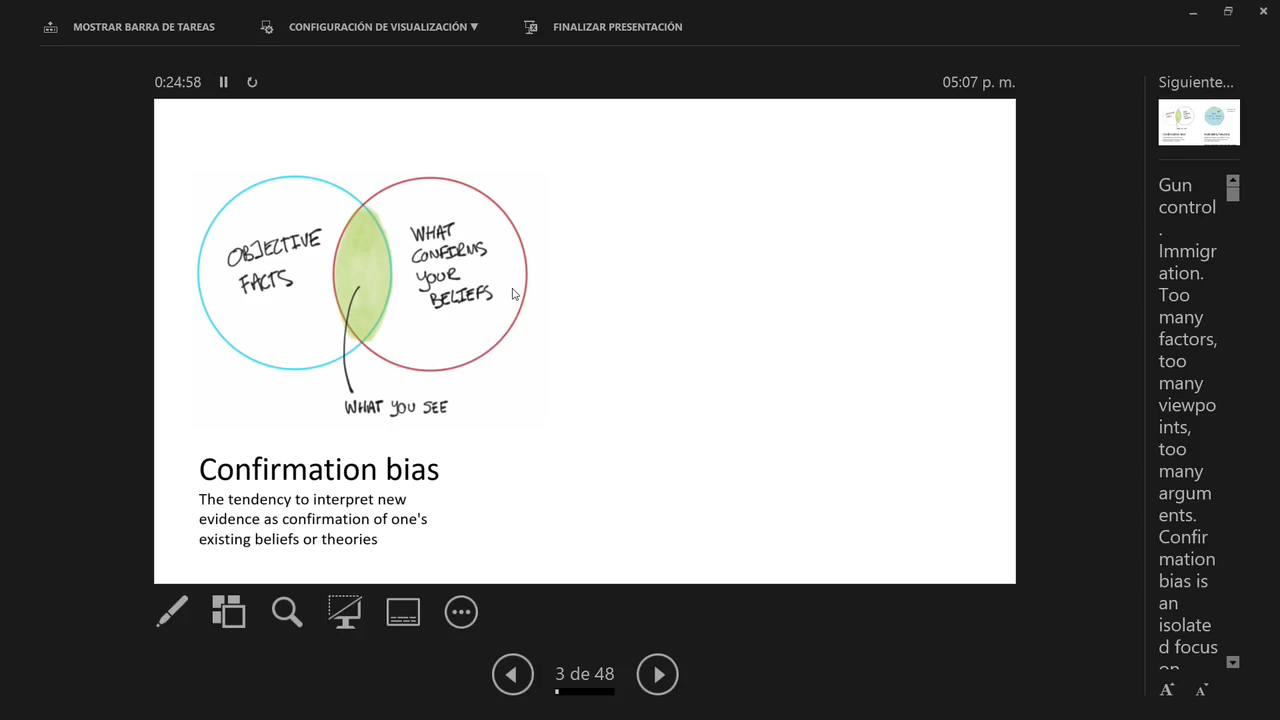 MOSTRAR BARRA DE TAREAS
CONFIGURACIÓN DE VISUALIZACIÓN ▼
FINALIZAR PRESENTACIÓN
0:24:58
05:07 p. m.
OBJECTIVE
FACTS
WHAT
CONFIRMS
YOUR
BELIEFS
WHAT YOU SEE
Confirmation bias
The tendency to interpret new
evidence as confirmation of one's
existing beliefs or theories
3 de 48
Siguiente...
Gun
control
.
Immigr
ation.
Too
many
factors,
too
many
viewpo
ints,
too
many
argum
ents.
Confir
mation
bias is
an
isolate
d focus
A
A